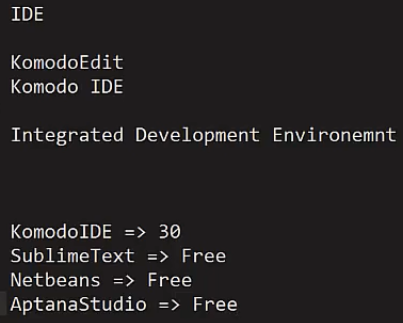 IDE
KomodoEdit
Komodo IDE
Integrated Development Environemnt
KomodoIDE => 30
SublimeText => Free
Netbeans => Free
AptanaStudio => Free